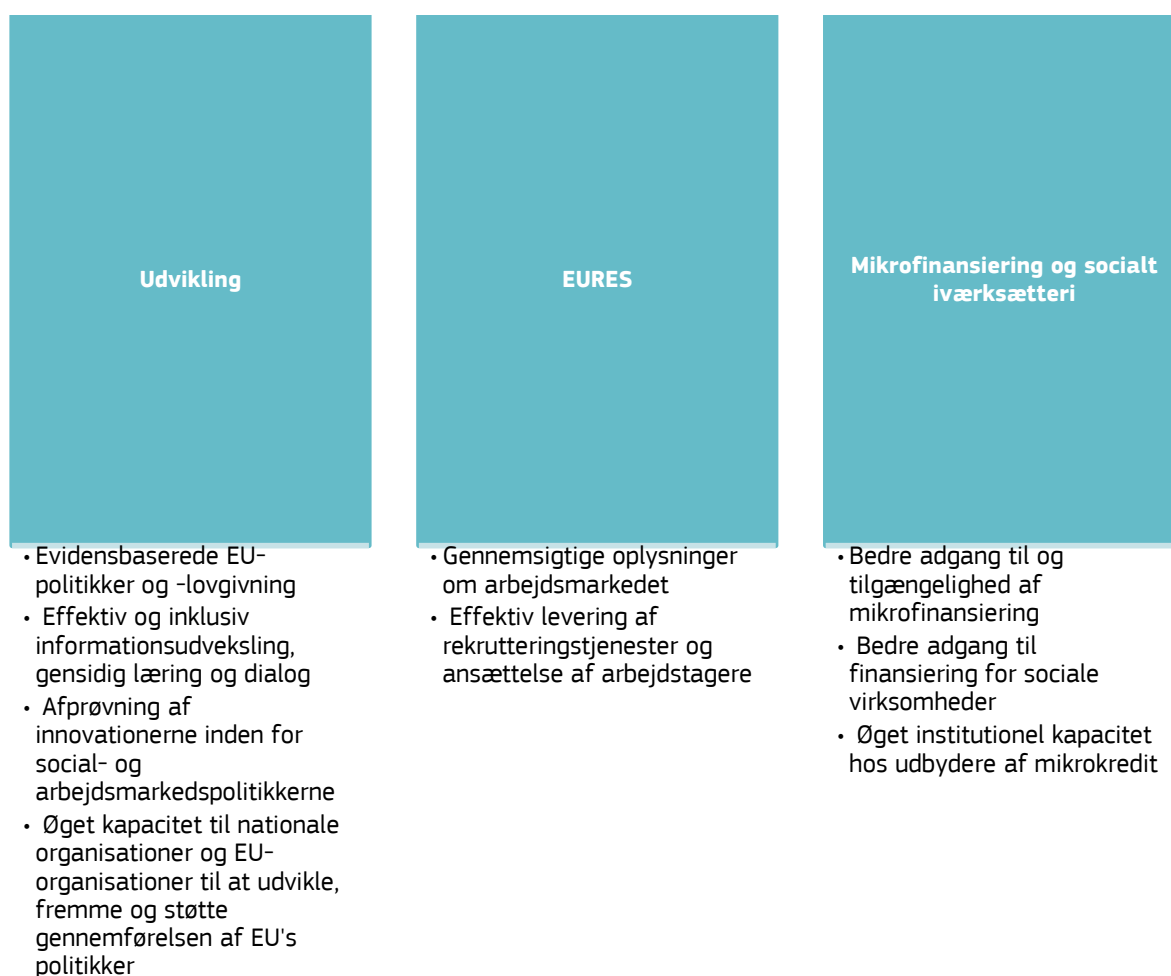 Udvikling
• Evidensbaserede EU-
politikker og -lovgivning
• Effektiv og inklusiv
informationsudveksling,
gensidig læring og dialog
• Afprøvning af
innovationerne inden for
social- og
arbejdsmarkedspolitikkerne
• Øget kapacitet til nationale
organisationer og EU-
organisationer til at udvikle,
fremme og støtte
gennemførelsen af EU's
politikker
EURES
• Gennemsigtige oplysninger
om arbejdsmarkedet
• Effektiv levering af
rekrutteringstjenester og
ansættelse af arbejdstagere
Mikrofinansiering og socialt
iværksætteri
• Bedre adgang til og
tilgængelighed af
mikrofinansiering
• Bedre adgang til
finansiering for sociale
virksomheder
• Øget institutionel kapacitet
hos udbydere af mikrokredit